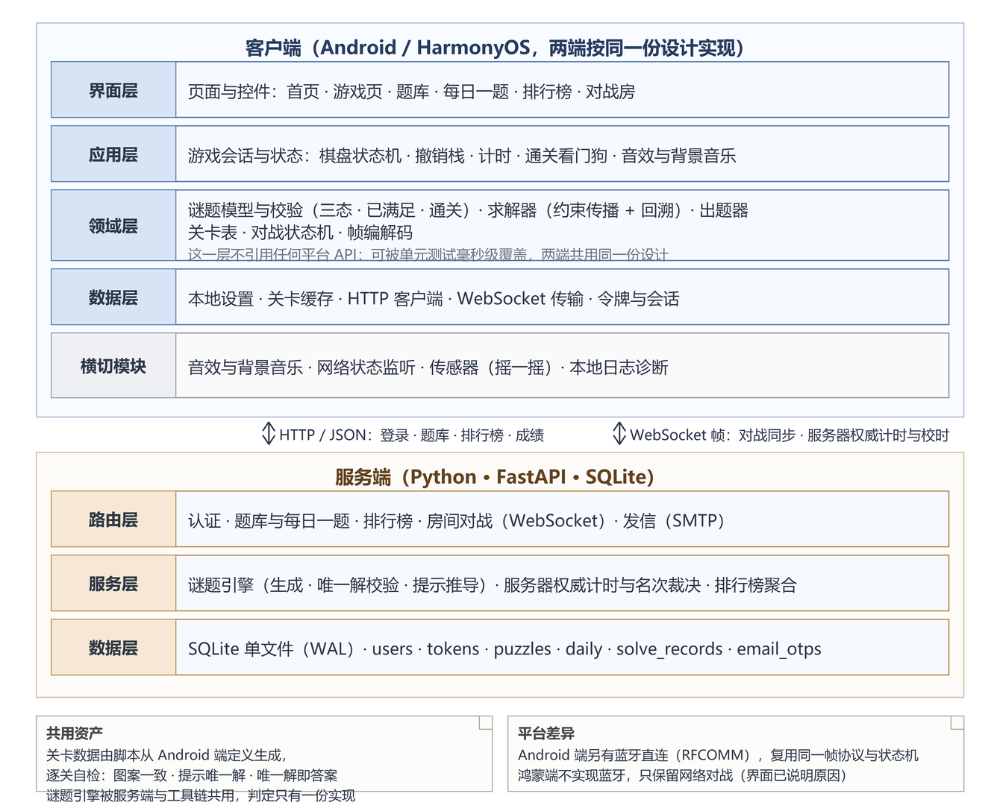 客户端（Android / HarmonyOS，两端按同一份设计实现）
界面层
页面与控件：首页 · 游戏页 · 题库 · 每日一题 · 排行榜 · 对战房
应用层
游戏会话与状态：棋盘状态机 · 撤销栈 · 计时 · 通关看门狗 · 音效与背景音乐
领域层
谜题模型与校验（三态 · 已满足 · 通关）· 求解器（约束传播 + 回溯）· 出题器
关卡表 · 对战状态机 · 帧编解码
这一层不引用任何平台 API：可被单元测试毫秒级覆盖，两端共用同一份设计
数据层
本地设置 · 关卡缓存 · HTTP 客户端 · WebSocket 传输 · 令牌与会话
横切模块
音效与背景音乐 · 网络状态监听 · 传感器（摇一摇）· 本地日志诊断
HTTP / JSON：登录 · 题库 · 排行榜 · 成绩
WebSocket 帧：对战同步 · 服务器权威计时与校时
服务端（Python • FastAPI • SQLite）
路由层
认证 · 题库与每日一题 · 排行榜 · 房间对战（WebSocket）· 发信（SMTP）
服务层
谜题引擎（生成 · 唯一解校验 · 提示推导）· 服务器权威计时与名次裁决 · 排行榜聚合
数据层
SQLite 单文件（WAL）· users · tokens · puzzles · daily · solve_records · email_otps
共用资产
关卡数据由脚本从 Android 端定义生成，
逐关自检：图案一致 · 提示唯一解 · 唯一解即答案
谜题引擎被服务端与工具链共用，判定只有一份实现
平台差异
Android 端另有蓝牙直连（RFCOMM），复用同一帧协议与状态机
鸿蒙端不实现蓝牙，只保留网络对战（界面已说明原因）